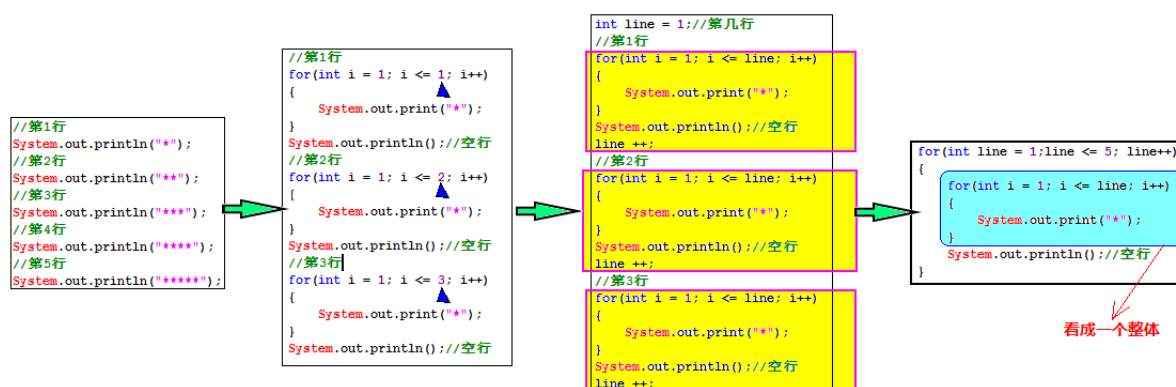 //第1行
System.out.println("*");
//第2行
System.out.println("**");
//第3行
System.out.println("***");
//第4行
System.out.println("****");
//第5行
System.out.println("*****");
//第1行
for(int i = 1; i <= 1; i++)
{
System.out.print("*");
}
System.out.println();//空行
//第2行
for(int i = 1; i <= 2; i++)
{
System.out.print("*");
}
System.out.println();//空行
//第3行
for(int i = 1; i <= 3; i++)
{
System.out.print("*");
}
System.out.println();//空行
int line = 1;//第几行
//第1行
for(int i = 1; i <= line; i++)
{
System.out.print("*");
}
System.out.println();//空行
line ++;
//第2行
for(int i = 1; i <= line; i++)
{
System.out.print("*");
}
System.out.println();//空行
line ++;
//第3行
for(int i = 1; i <= line; i++)
{
System.out.print("*");
}
System.out.println();//空行
line ++;
for(int line = 1;line <= 5; line++)
{
for(int i = 1; i <= line; i++)
{
System.out.print("*");
}
System.out.println();//空行
}
看成一个整体